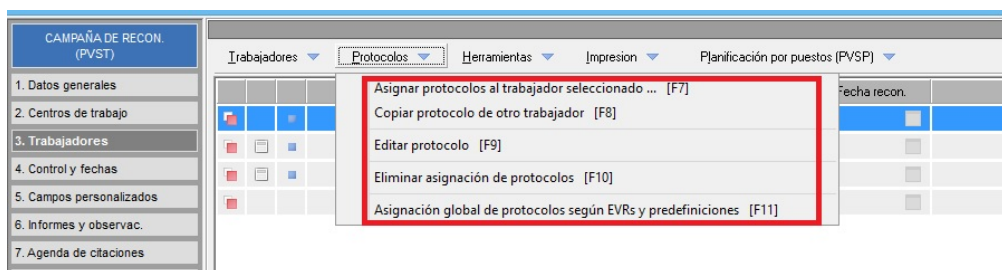 CAMPAÑA DE RECON.
(PVST)
1. Datos generales
2. Centros de trabajo
3. Trabajadores
4. Control y fechas
5. Campos personalizados
6. Informes y observac.
7. Agenda de citaciones
Trabajadores Protocolos Herramientas Impresion Planificación por puestos (PVSP)
Fecha recon.
Asignar protocolos al trabajador seleccionado ... [F7]
Copiar protocolo de otro trabajador [F8]
Editar protocolo [F9]
Eliminar asignación de protocolos [F10]
Asignación global de protocolos según EVRs y predefiniciones [F11]